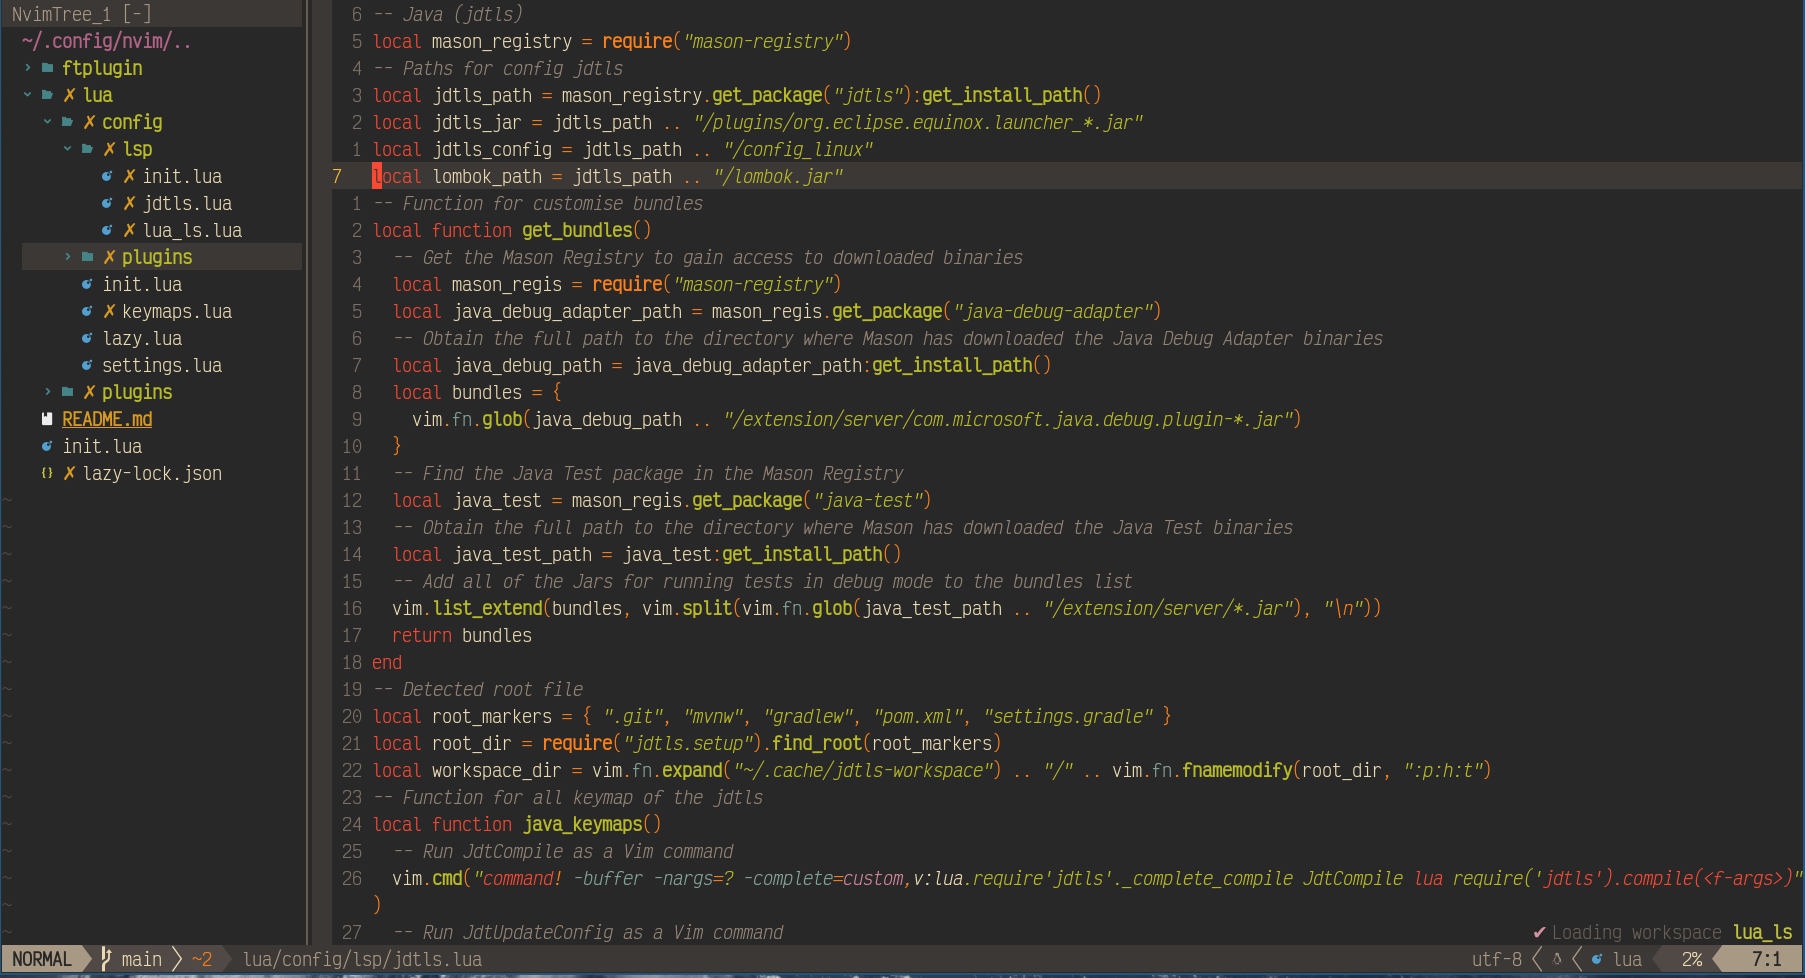 NvimTree_1 [-]
~/.config/nvim/..
ftplugin
✗ lua
✗ config
✗ lsp
✗ init.lua
✗ jdtls.lua
✗ lua_ls.lua
✗ plugins
init.lua
✗ keymaps.lua
lazy.lua
settings.lua
✗ plugins
README.md
init.lua
{} ✗ lazy-lock.json
6 -- Java (jdtls)
5 local mason_registry = require("mason-registry")
4 -- Paths for config jdtls
3 local jdtls_path = mason_registry.get_package("jdtls"):get_install_path()
2 local jdtls_jar = jdtls_path .. "/plugins/org.eclipse.equinox.launcher_*.jar"
1 local jdtls_config = jdtls_path .. "/config_linux"
7 local lombok_path = jdtls_path .. "/lombok.jar"
1 -- Function for customise bundles
2 local function get_bundles()
3 -- Get the Mason Registry to gain access to downloaded binaries
4 local mason_regis = require("mason-registry")
5 local java_debug_adapter_path = mason_regis.get_package("java-debug-adapter")
6 -- Obtain the full path to the directory where Mason has downloaded the Java Debug Adapter binaries
7 local java_debug_path = java_debug_adapter_path:get_install_path()
8 local bundles = {
9 vim.fn.glob(java_debug_path .. "/extension/server/com.microsoft.java.debug.plugin-*.jar")
10 }
11 -- Find the Java Test package in the Mason Registry
12 local java_test = mason_regis.get_package("java-test")
13 -- Obtain the full path to the directory where Mason has downloaded the Java Test binaries
14 local java_test_path = java_test:get_install_path()
15 -- Add all of the Jars for running tests in debug mode to the bundles list
16 vim.list_extend(bundles, vim.split(vim.fn.glob(java_test_path .. "/extension/server/*.jar"), "\n"))
17 return bundles
18 end
19 -- Detected root file
20 local root_markers = { ".git", "mvnw", "gradlew", "pom.xml", "settings.gradle" }
21 local root_dir = require("jdtls.setup").find_root(root_markers)
22 local workspace_dir = vim.fn.expand("~/.cache/jdtls-workspace") .. "/" .. vim.fn.fnamemodify(root_dir, ":p:h:t")
23 -- Function for all keymap of the jdtls
24 local function java_keymaps()
25 -- Run JdtCompile as a Vim command
26 vim.cmd("command! -buffer -nargs=? -complete=custom,v:lua.require'jdtls'._complete_compile JdtCompile lua require('jdtls').compile(<f-args>)"
)
27 -- Run JdtUpdateConfig as a Vim command
✔ Loading workspace lua_ls
NORMAL main ~2 lua/config/lsp/jdtls.lua utf-8 lua 2% 7:1